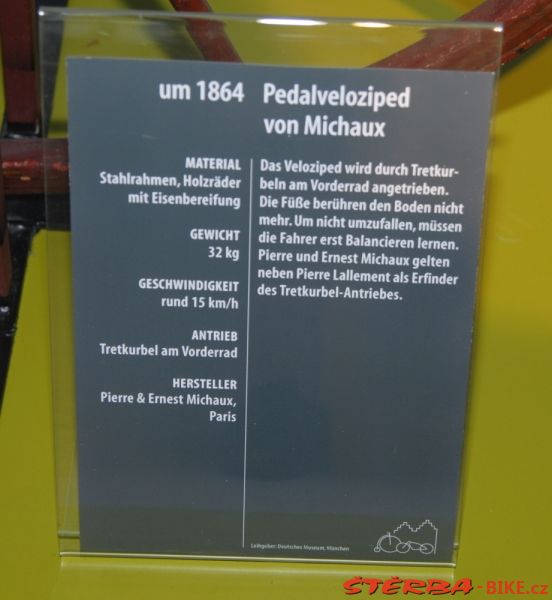 um 1864 Pedalveloziped
von Michaux
MATERIAL
Stahlrahmen, Holzräder
mit Eisenbereifung
GEWICHT
32 kg
GESCHWINDIGKEIT
rund 15 km/h
ANTRIEB
Tretkurbel am Vorderrad
HERSTELLER
Pierre & Ernest Michaux,
Paris
Das Veloziped wird durch Tretkur-
beln am Vorderrad angetrieben.
Die Füße berühren den Boden nicht
mehr. Um nicht umzufallen, müssen
die Fahrer erst Balancieren lernen.
Pierre und Ernest Michaux gelten
neben Pierre Lallement als Erfinder
des Tretkurbel-Antriebes.
Leihgeber: Deutsches Museum, München
ŠTĚRBA-BIKE.cz